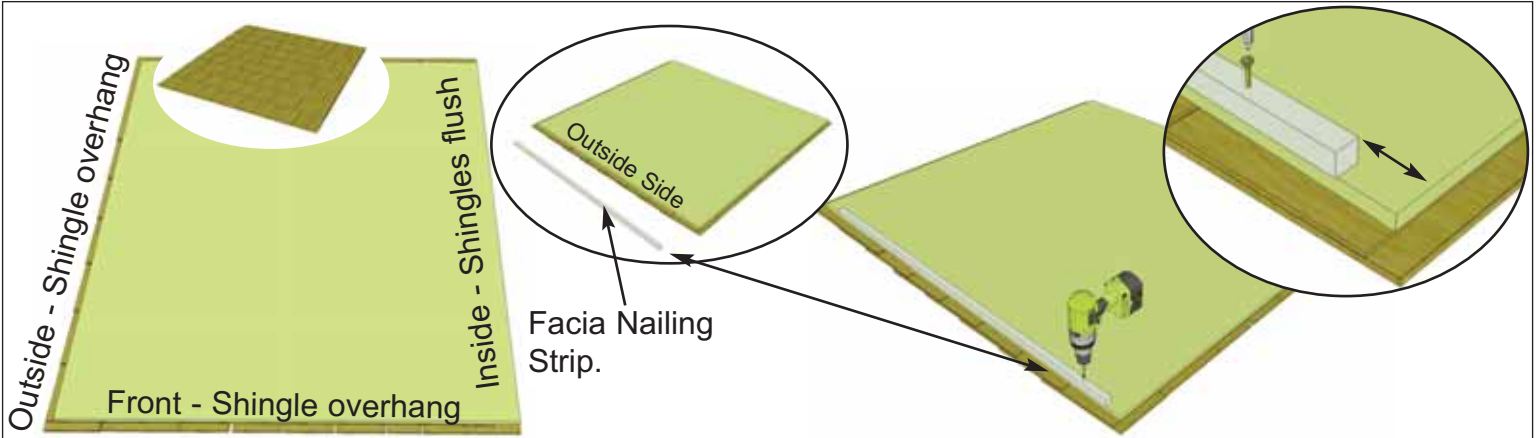 Outside - Shingle overhang
Inside - Shingles flush
Front - Shingle overhang
Outside Side
Facia Nailing
Strip.